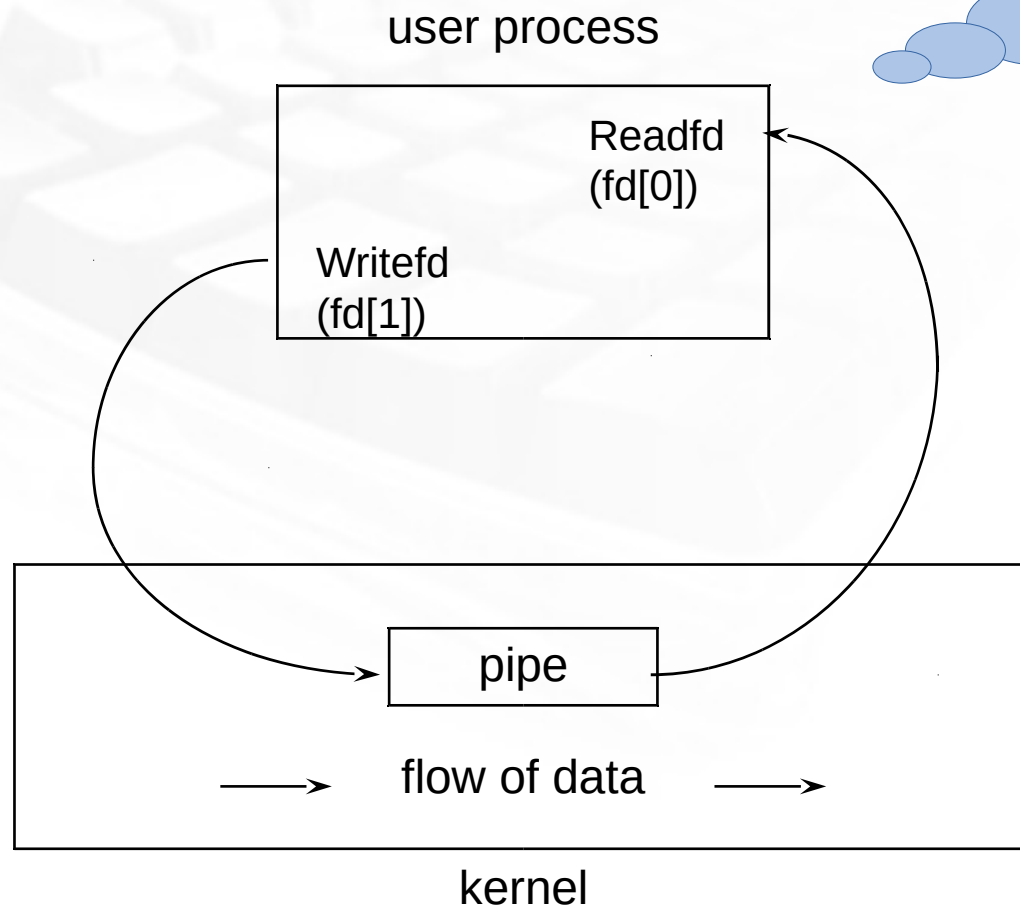 user process
Readfd
(fd[0])
Writefd
(fd[1])
pipe
flow of data
kernel